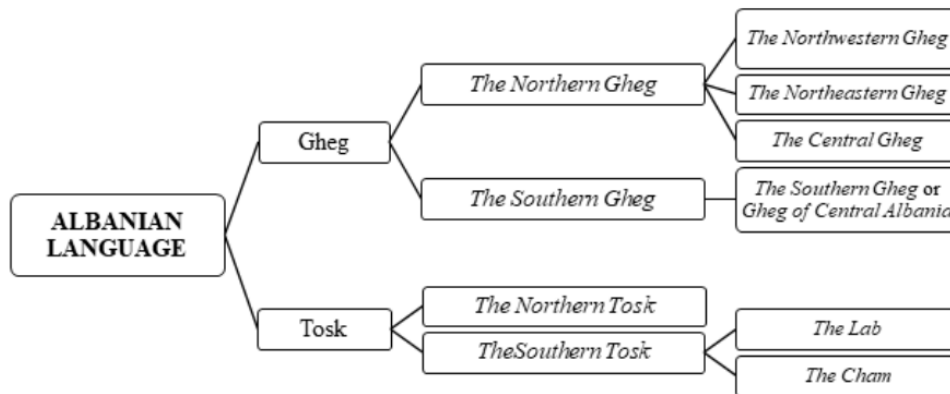 The Northwestern Gheg
The Northern Gheg
The Northeastern Gheg
Gheg
The Central Gheg
The Southern Gheg
The Southern Gheg or
Gheg of Central Albania
ALBANIAN
LANGUAGE
The Northern Tosk
Tosk
The Lab
TheSouthern Tosk
The Cham